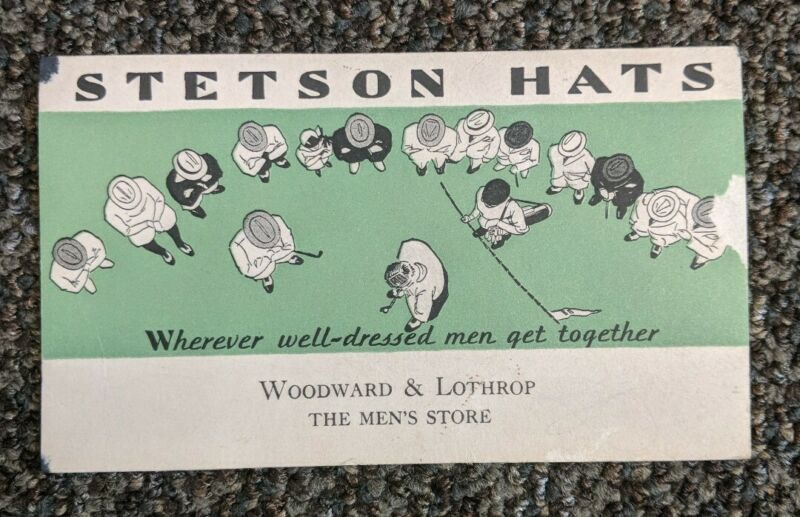 STETSON HATS
Wherever well-dressed men get together
WOODWARD & LOTHROP
THE MEN'S STORE